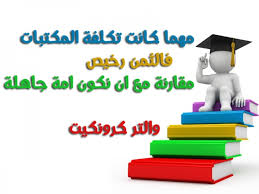 مهما كانت تكلفة المكتبات
فالثمن رخيص
مقارنة مع ان نكون امة جاهلة
والتر كرونكيت